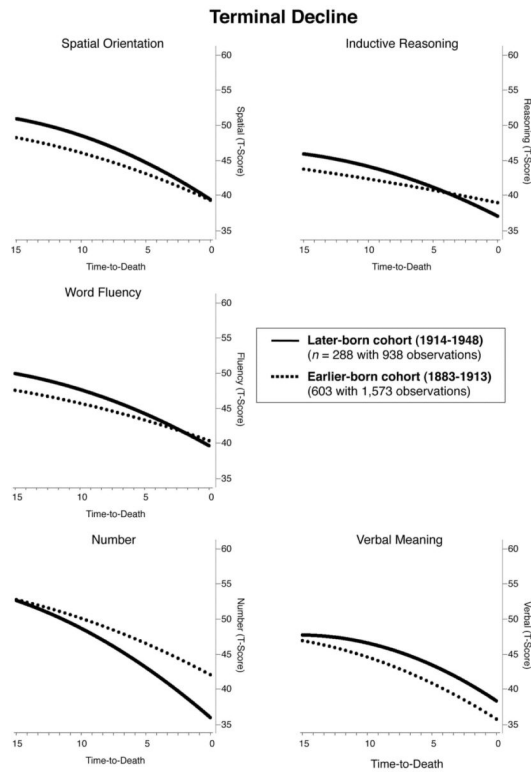 Terminal Decline
Spatial Orientation
60
55
50
45
40
35
Spatial (T-Score)
15 10 5 0
Time-to-Death
Inductive Reasoning
60
55
50
45
40
35
Reasoning (T-Score)
15 10 5 0
Time-to-Death
Word Fluency
60
55
50
45
40
35
Fluency (T-Score)
15 10 5 0
Time-to-Death
Later-born cohort (1914-1948)
(n = 288 with 938 observations)
Earlier-born cohort (1883-1913)
(603 with 1,573 observations)
Number
60
55
50
45
40
35
Number (T-Score)
15 10 5 0
Time-to-Death
Verbal Meaning
60
55
50
45
40
35
Verbal (T-Score)
15 10 5 0
Time-to-Death